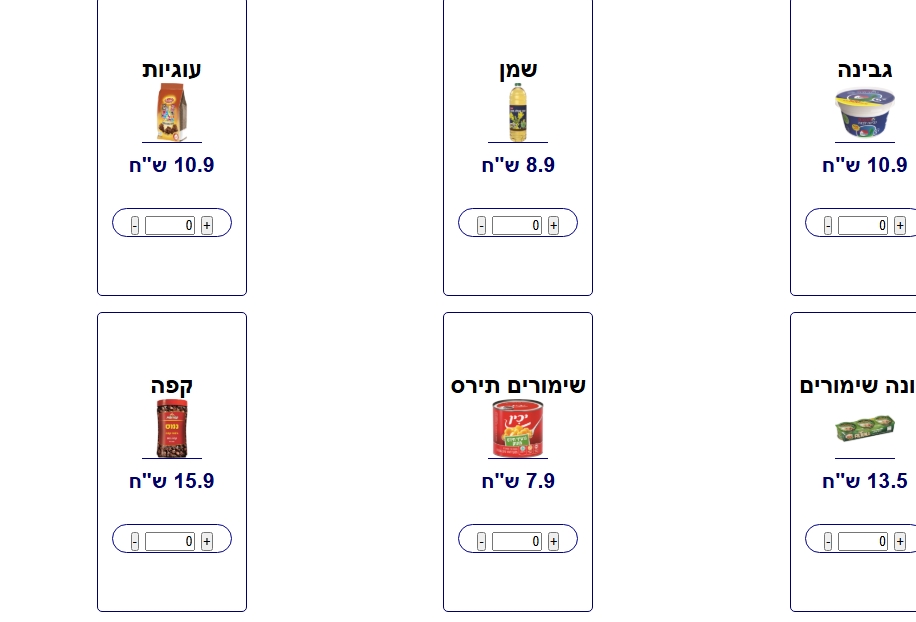 גבינה
שמן
עוגיות
10.9 ש"ח
8.9 ש"ח
10.9 ש"ח
+ 0 -
+ 0 -
+ 0 -
ונה שימורים
שימורים תירס
קפה
יכין
נמס
13.5 ש"ח
7.9 ש"ח
15.9 ש"ח
+ 0 -
+ 0 -
+ 0 -